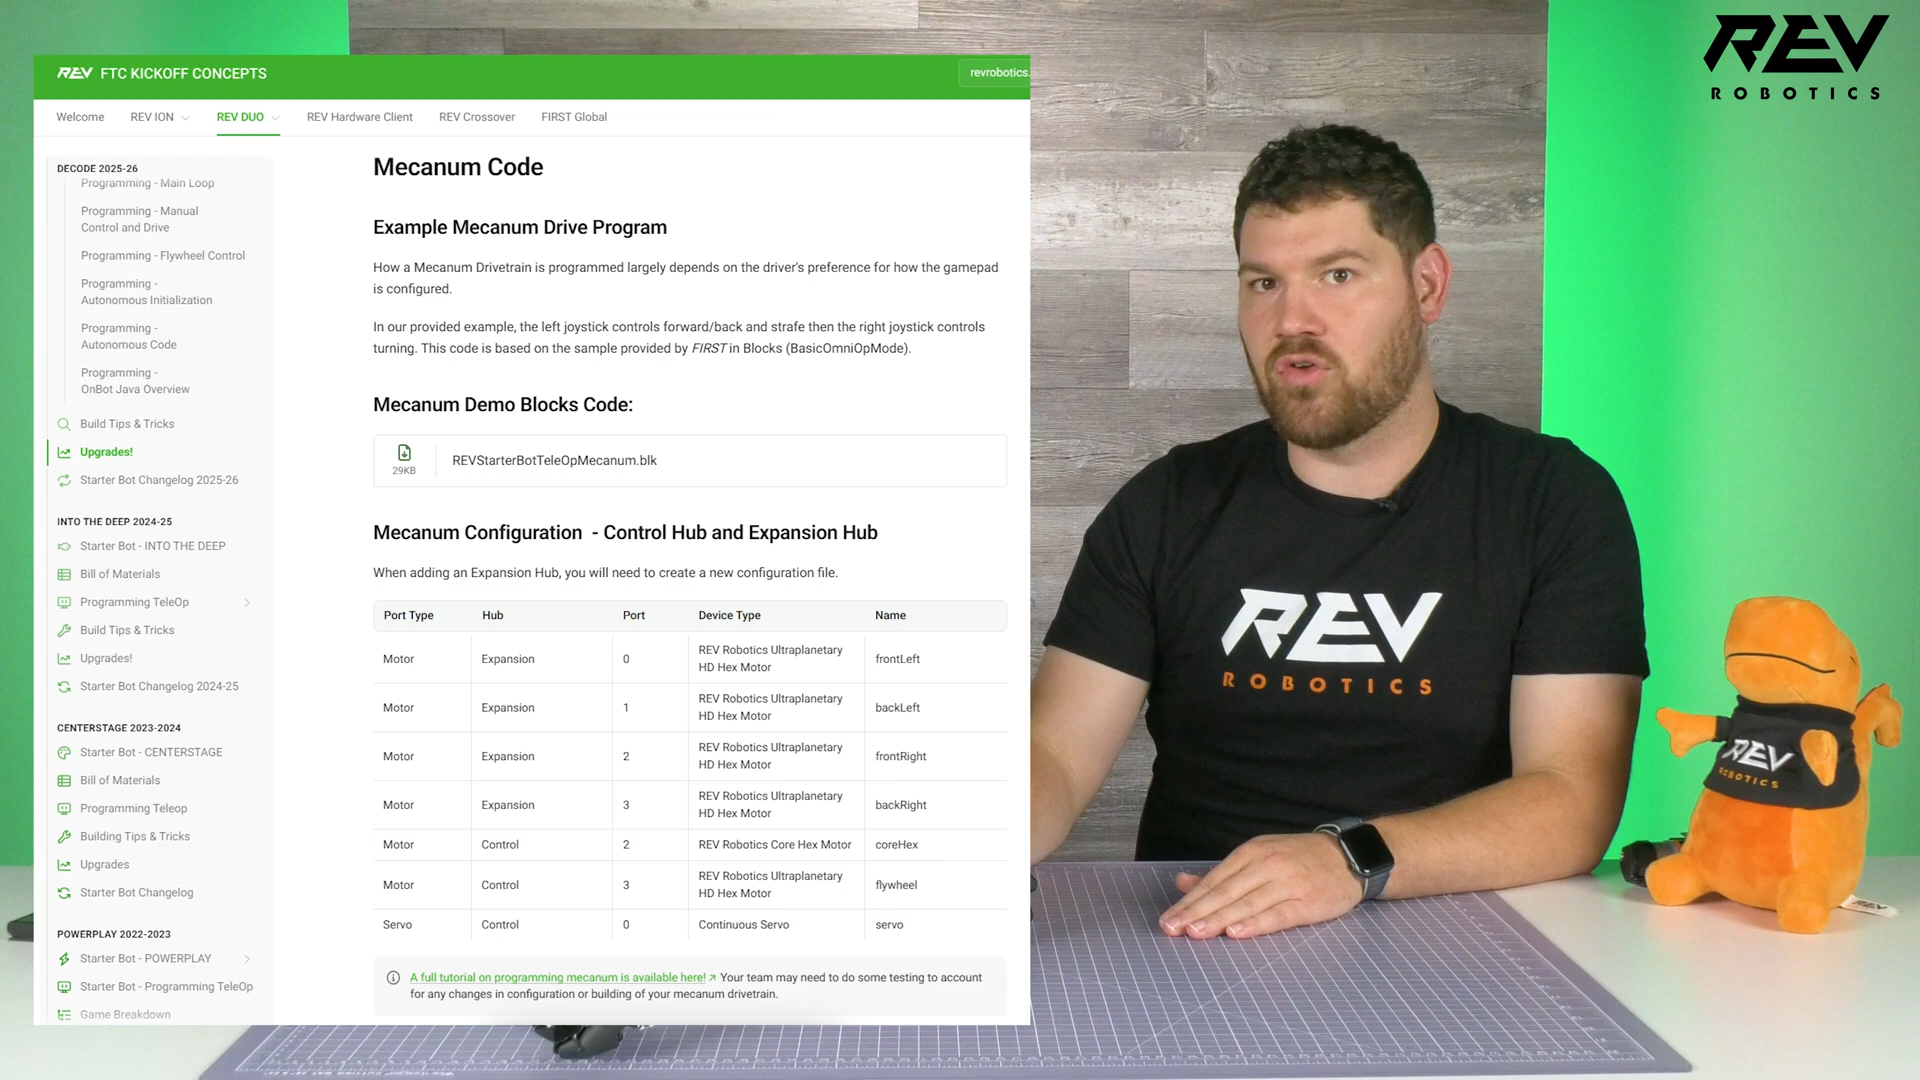 REV FTC KICKOFF CONCEPTS
revrobotics.
Welcome
REV ION
REV DUO
REV Hardware Client
REV Crossover
FIRST Global
DECODE 2025-26
Programming - Main Loop
Programming - Manual
Control and Drive
Programming - Flywheel Control
Programming -
Autonomous Initialization
Programming -
Autonomous Code
Programming -
OnBot Java Overview
Build Tips & Tricks
Upgrades!
Starter Bot Changelog 2025-26
INTO THE DEEP 2024-25
Starter Bot - INTO THE DEEP
Bill of Materials
Programming TeleOp
Build Tips & Tricks
Upgrades!
Starter Bot Changelog 2024-25
CENTERSTAGE 2023-2024
Starter Bot - CENTERSTAGE
Bill of Materials
Programming Teleop
Building Tips & Tricks
Upgrades
Starter Bot Changelog
POWERPLAY 2022-2023
Starter Bot - POWERPLAY
Starter Bot - Programming TeleOp
Game Breakdown
Mecanum Code
Example Mecanum Drive Program
How a Mecanum Drivetrain is programmed largely depends on the driver's preference for how the gamepad
is configured.
In our provided example, the left joystick controls forward/back and strafe then the right joystick controls
turning. This code is based on the sample provided by FIRST in Blocks (BasicOmniOpMode).
Mecanum Demo Blocks Code:
29KB
REVStarterBotTeleOpMecanum.blk
Mecanum Configuration - Control Hub and Expansion Hub
When adding an Expansion Hub, you will need to create a new configuration file.
Port Type Hub Port Device Type Name
Motor Expansion 0 REV Robotics Ultraplanetary
HD Hex Motor frontLeft
Motor Expansion 1 REV Robotics Ultraplanetary
HD Hex Motor backLeft
Motor Expansion 2 REV Robotics Ultraplanetary
HD Hex Motor frontRight
Motor Expansion 3 REV Robotics Ultraplanetary
HD Hex Motor backRight
Motor Control 2 REV Robotics Core Hex Motor coreHex
Motor Control 3 REV Robotics Ultraplanetary
HD Hex Motor flywheel
Servo Control 0 Continuous Servo servo
A full tutorial on programming mecanum is available here! Your team may need to do some testing to account
for any changes in configuration or building of your mecanum drivetrain.
REV
ROBOTICS
REV
ROBOTICS
REV
ROBOTICS
REV